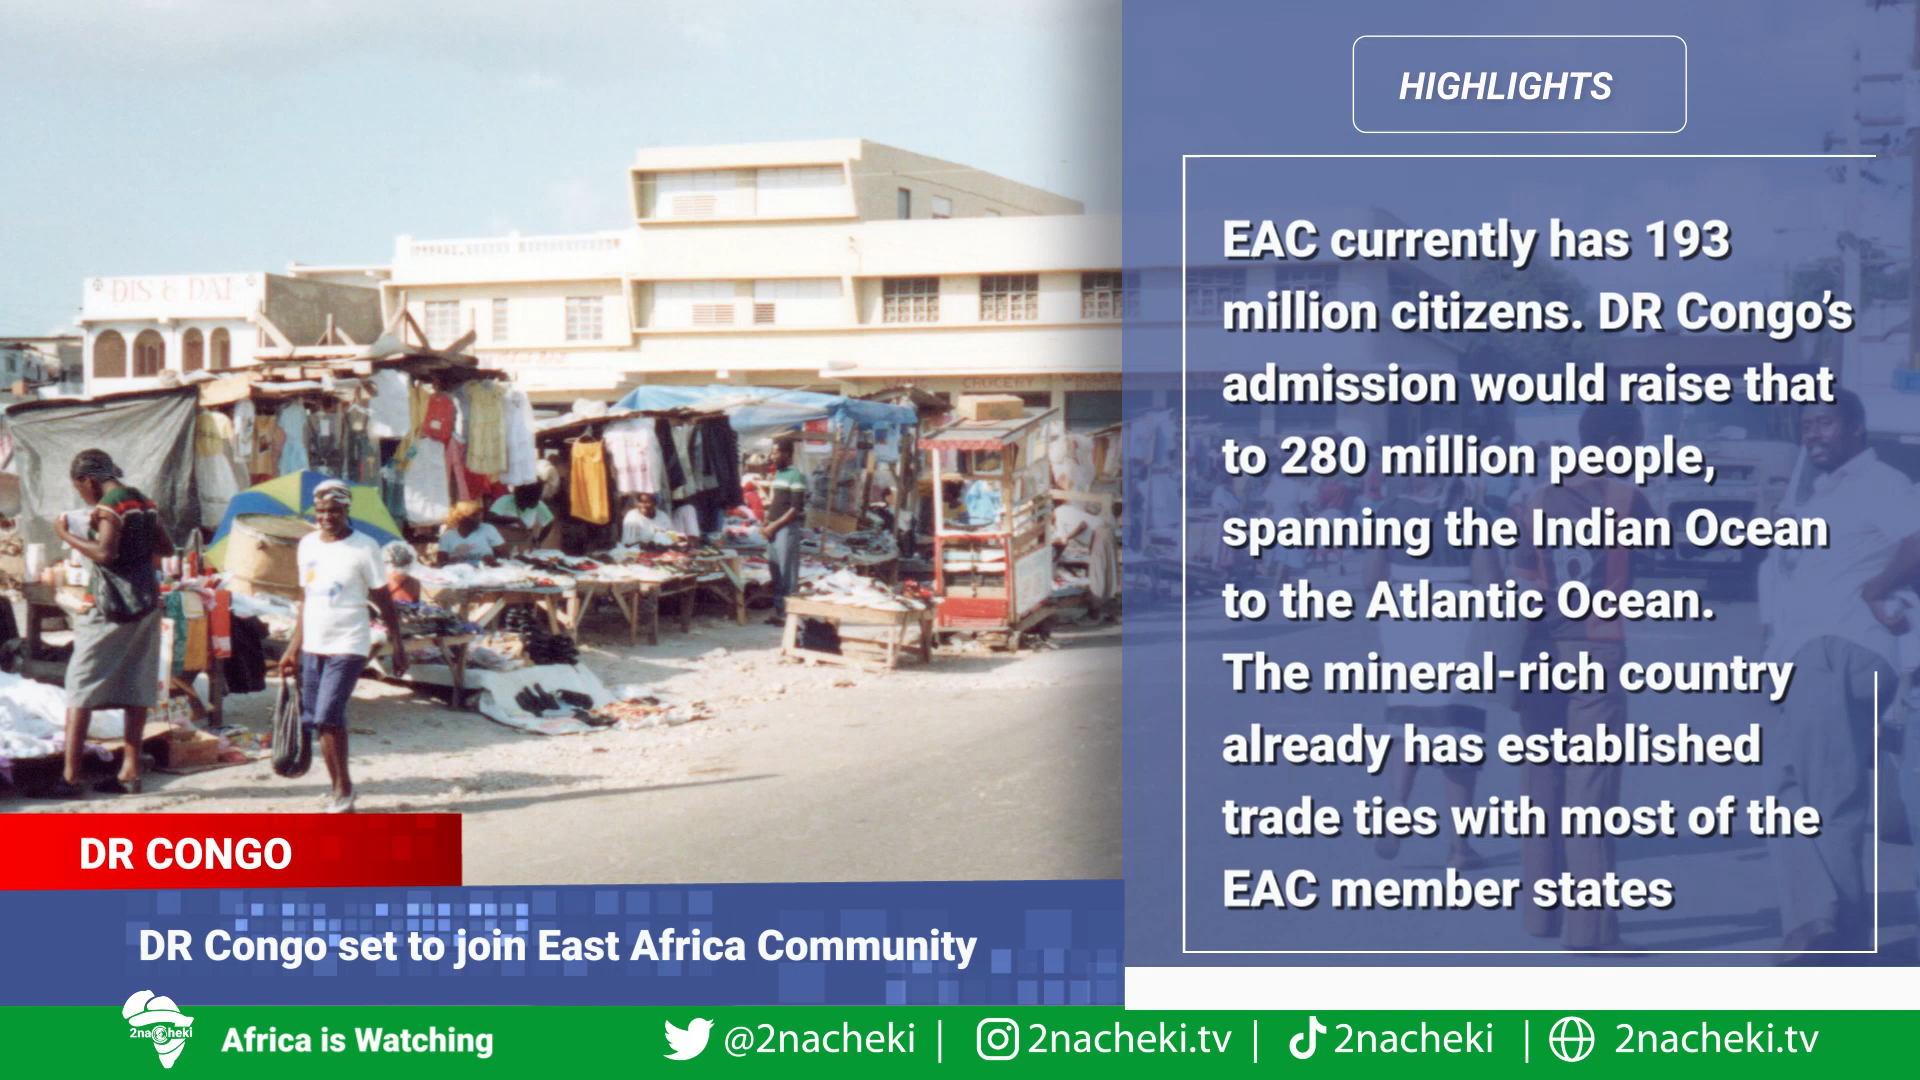 HIGHLIGHTS
EAC currently has 193
million citizens. DR Congo’s
admission would raise that
to 280 million people,
spanning the Indian Ocean
to the Atlantic Ocean.
The mineral-rich country
already has established
trade ties with most of the
EAC member states
DIS & DAT
GROCERY
DR CONGO
DR Congo set to join East Africa Community
2nacheki
Africa is Watching
@2nacheki | 2nacheki.tv | 2nacheki | 2nacheki.tv